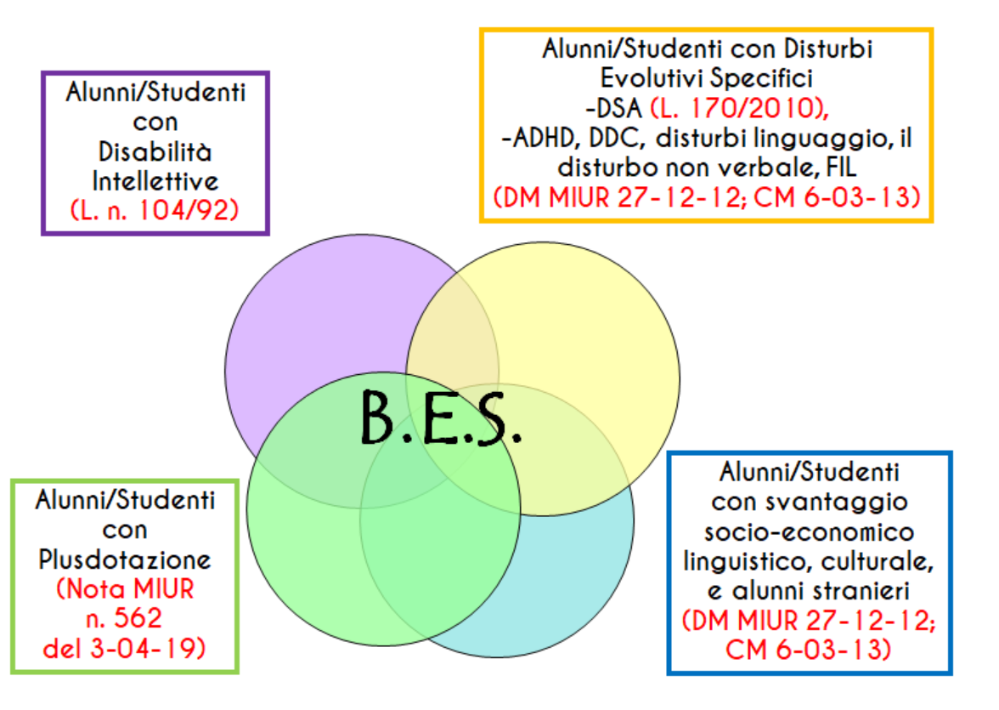 Alunni/Studenti
con
Disabilità
Intellettive
(L. n. 104/92)
Alunni/Studenti con Disturbi
Evolutivi Specifici
-DSA (L. 170/2010),
-ADHD, DDC, disturbi linguaggio, il
disturbo non verbale, FIL
(DM MIUR 27-12-12; CM 6-03-13)
B.E.S.
Alunni/Studenti
con
Plusdotazione
(Nota MIUR
n. 562
del 3-04-19)
Alunni/Studenti
con svantaggio
socio-economico
linguistico, culturale,
e alunni stranieri
(DM MIUR 27-12-12;
CM 6-03-13)